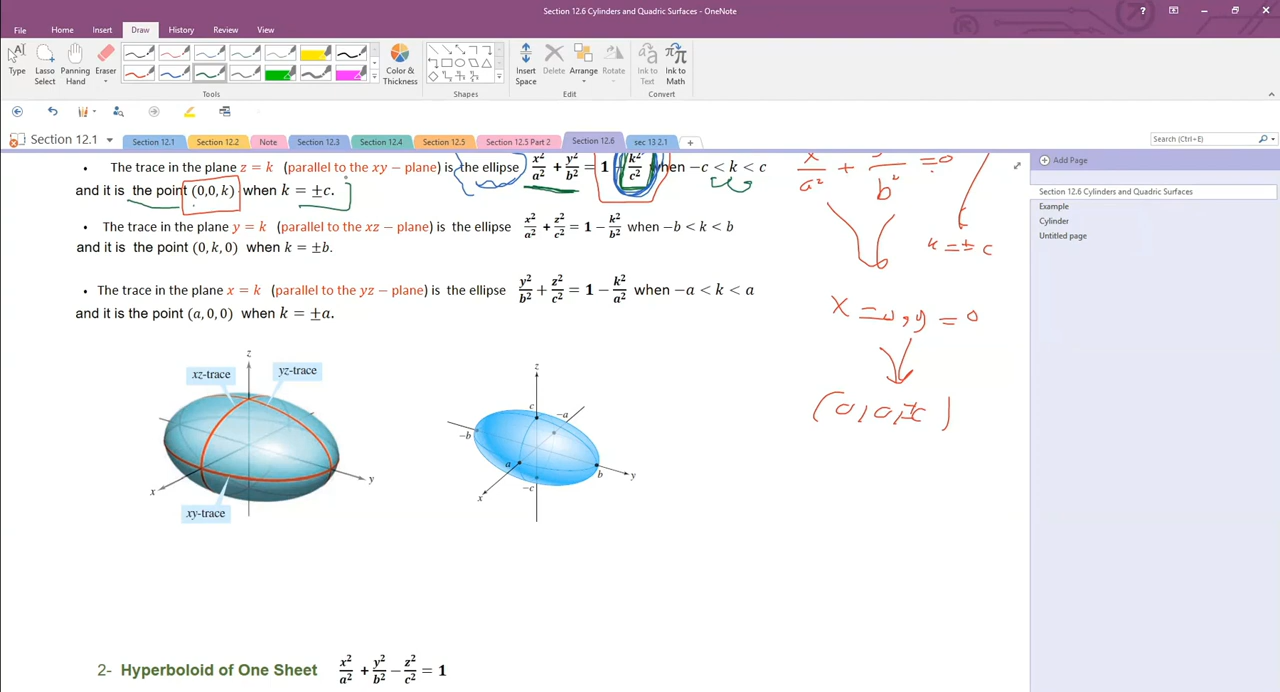 Section 12.6 Cylinders and Quadric Surfaces - OneNote
File Home Insert Draw History Review View
Type
Lasso Select
Panning Hand
Eraser
Color & Thickness
Insert Space
Delete
Arrange
Rotate
Ink to Text
Ink to Math
Tools
Shapes
Edit
Convert
Section 12.1
Section 12.1 Section 12.2 Note Section 12.3 Section 12.4 Section 12.5 Section 12.5 Part 2 Section 12.6 sec 13 2.1
Search (Ctrl+E)
Add Page
Section 12.6 Cylinders and Quadric Surfaces
Example
Cylinder
Untitled page
• The trace in the plane z = k (parallel to the xy − plane) is the ellipse x²/a² + y²/b² = 1 − k²/c² when −c < k < c
and it is the point (0,0,k) when k = ±c.
• The trace in the plane y = k (parallel to the xz − plane) is the ellipse x²/a² + z²/c² = 1 − k²/b² when −b < k < b
and it is the point (0, k, 0) when k = ±b.
• The trace in the plane x = k (parallel to the yz − plane) is the ellipse y²/b² + z²/c² = 1 − k²/a² when −a < k < a
and it is the point (a, 0, 0) when k = ±a.
k = ± c
x = 0, y = 0
(0,0,±c)
z
xz-trace
yz-trace
x
y
xy-trace
z
c
−a
−b
a
b
y
−c
x
2- Hyperboloid of One Sheet x²/a² + y²/b² − z²/c² = 1